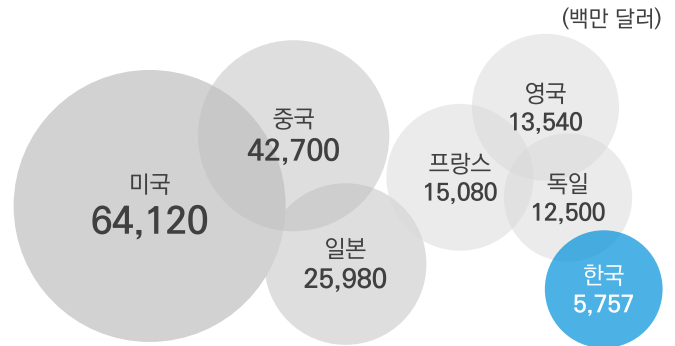 (백만 달러)
미국
64,120
중국
42,700
일본
25,980
프랑스
15,080
영국
13,540
독일
12,500
한국
5,757